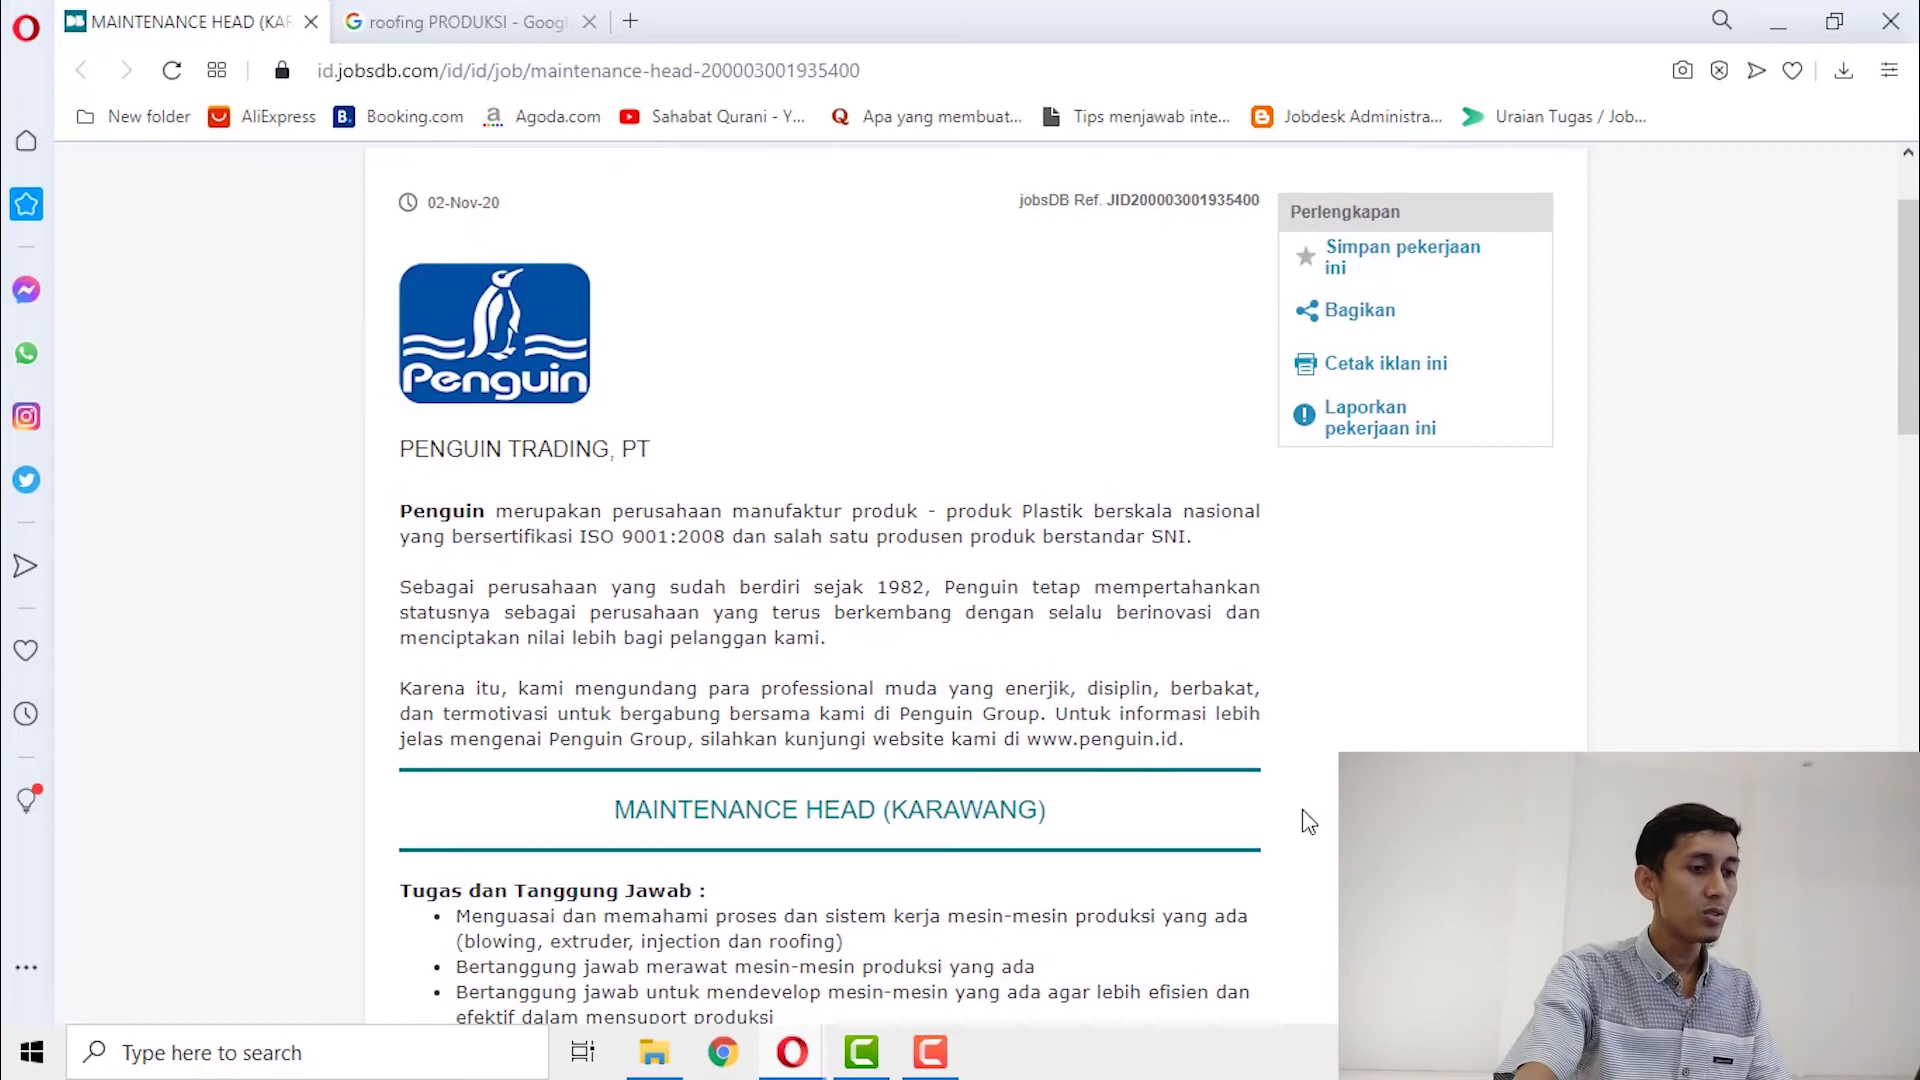 MAINTENANCE HEAD (KAR
roofing PRODUKSI - Goog
id.jobsdb.com/id/id/job/maintenance-head-200003001935400
New folder
AliExpress
Booking.com
Agoda.com
Sahabat Qurani - Y...
Apa yang membuat...
Tips menjawab inte...
Jobdesk Administra...
Uraian Tugas / Job...
02-Nov-20
jobsDB Ref. JID200003001935400
Penguin
PENGUIN TRADING, PT
Penguin merupakan perusahaan manufaktur produk - produk Plastik berskala nasional
yang bersertifikasi ISO 9001:2008 dan salah satu produsen produk berstandar SNI.
Sebagai perusahaan yang sudah berdiri sejak 1982, Penguin tetap mempertahankan
statusnya sebagai perusahaan yang terus berkembang dengan selalu berinovasi dan
menciptakan nilai lebih bagi pelanggan kami.
Karena itu, kami mengundang para professional muda yang enerjik, disiplin, berbakat,
dan termotivasi untuk bergabung bersama kami di Penguin Group. Untuk informasi lebih
jelas mengenai Penguin Group, silahkan kunjungi website kami di www.penguin.id.
MAINTENANCE HEAD (KARAWANG)
Tugas dan Tanggung Jawab :
• Menguasai dan memahami proses dan sistem kerja mesin-mesin produksi yang ada
(blowing, extruder, injection dan roofing)
• Bertanggung jawab merawat mesin-mesin produksi yang ada
• Bertanggung jawab untuk mendevelop mesin-mesin yang ada agar lebih efisien dan
efektif dalam mensuport produksi
Perlengkapan
Simpan pekerjaan
ini
Bagikan
Cetak iklan ini
Laporkan
pekerjaan ini
Type here to search